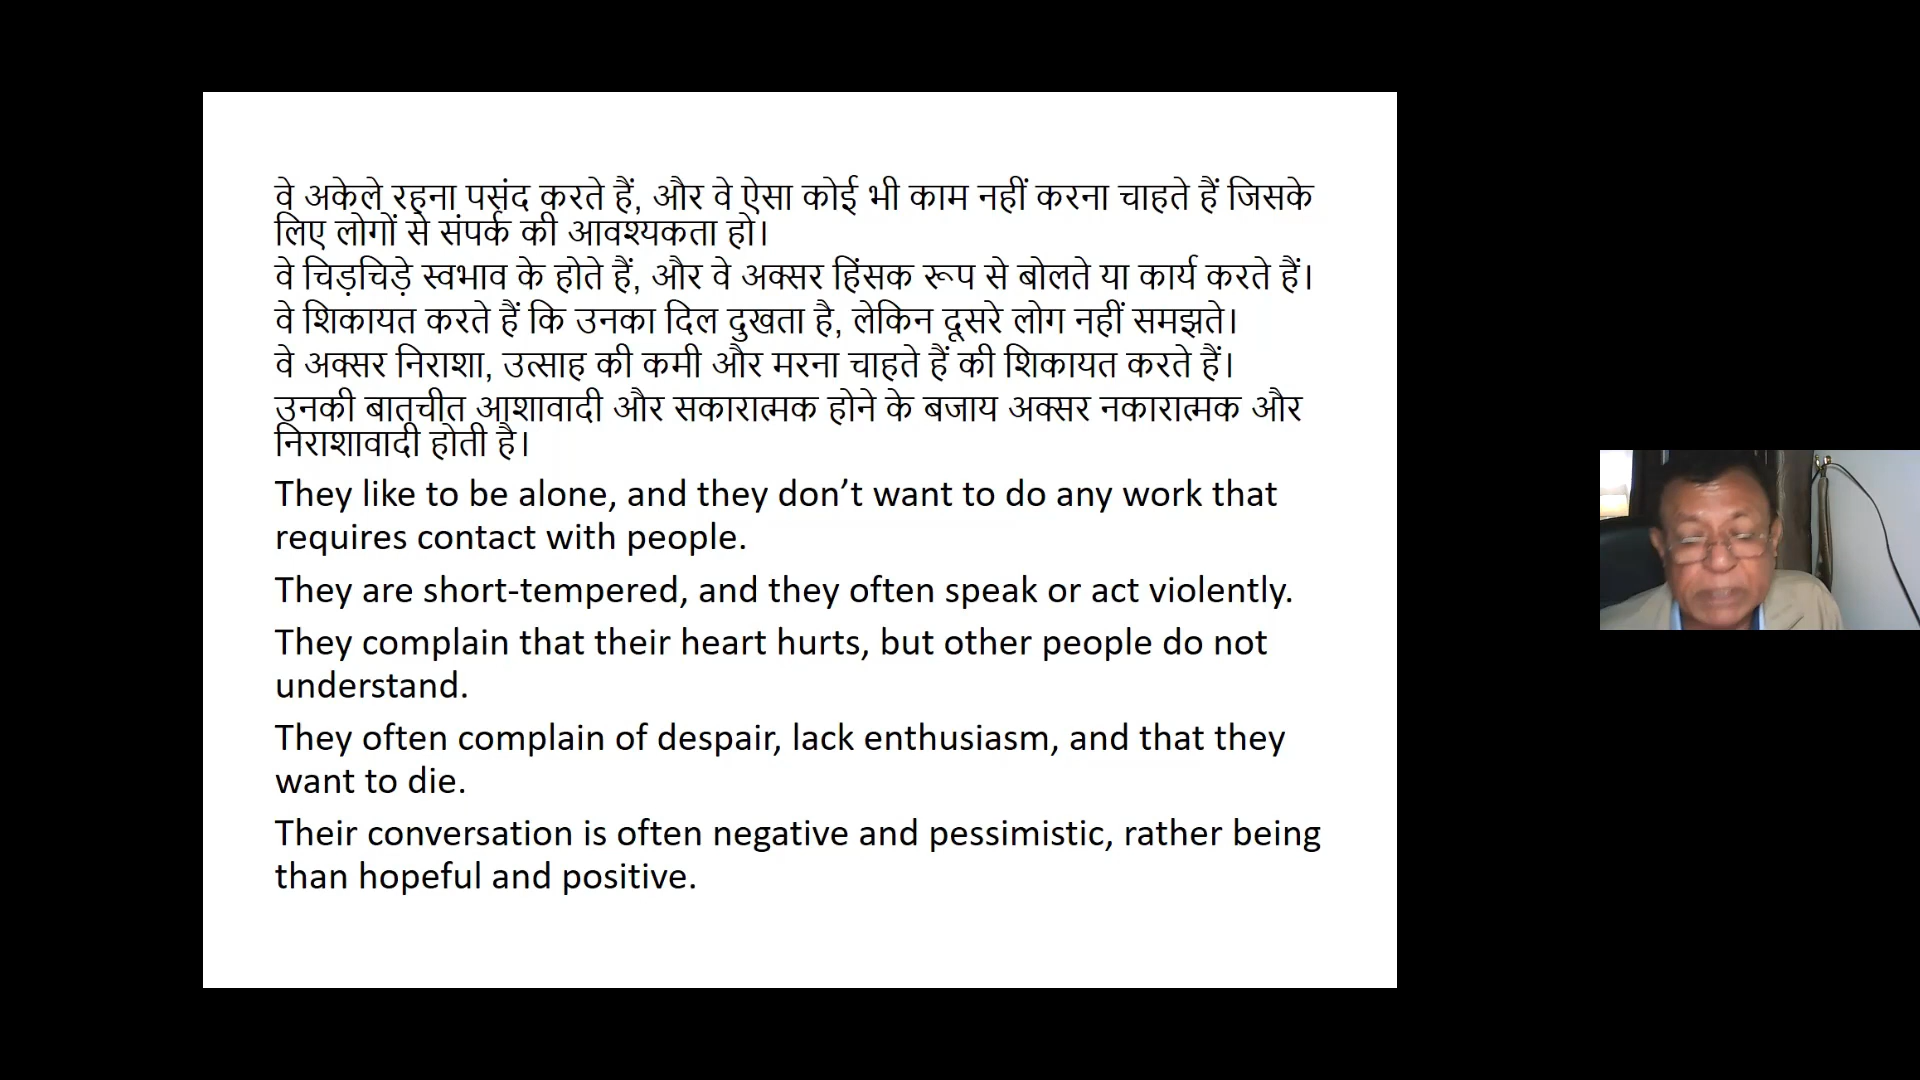 वे अकेले रहना पसंद करते हैं, और वे ऐसा कोई भी काम नहीं करना चाहते हैं जिसके
लिए लोगों से संपर्क की आवश्यकता हो।
वे चिड़चिड़े स्वभाव के होते हैं, और वे अक्सर हिंसक रूप से बोलते या कार्य करते हैं।
वे शिकायत करते हैं कि उनका दिल दुखता है, लेकिन दूसरे लोग नहीं समझते।
वे अक्सर निराशा, उत्साह की कमी और मरना चाहते हैं की शिकायत करते हैं।
उनकी बातचीत आशावादी और सकारात्मक होने के बजाय अक्सर नकारात्मक और
निराशावादी होती है।
They like to be alone, and they don’t want to do any work that
requires contact with people.
They are short-tempered, and they often speak or act violently.
They complain that their heart hurts, but other people do not
understand.
They often complain of despair, lack enthusiasm, and that they
want to die.
Their conversation is often negative and pessimistic, rather being
than hopeful and positive.